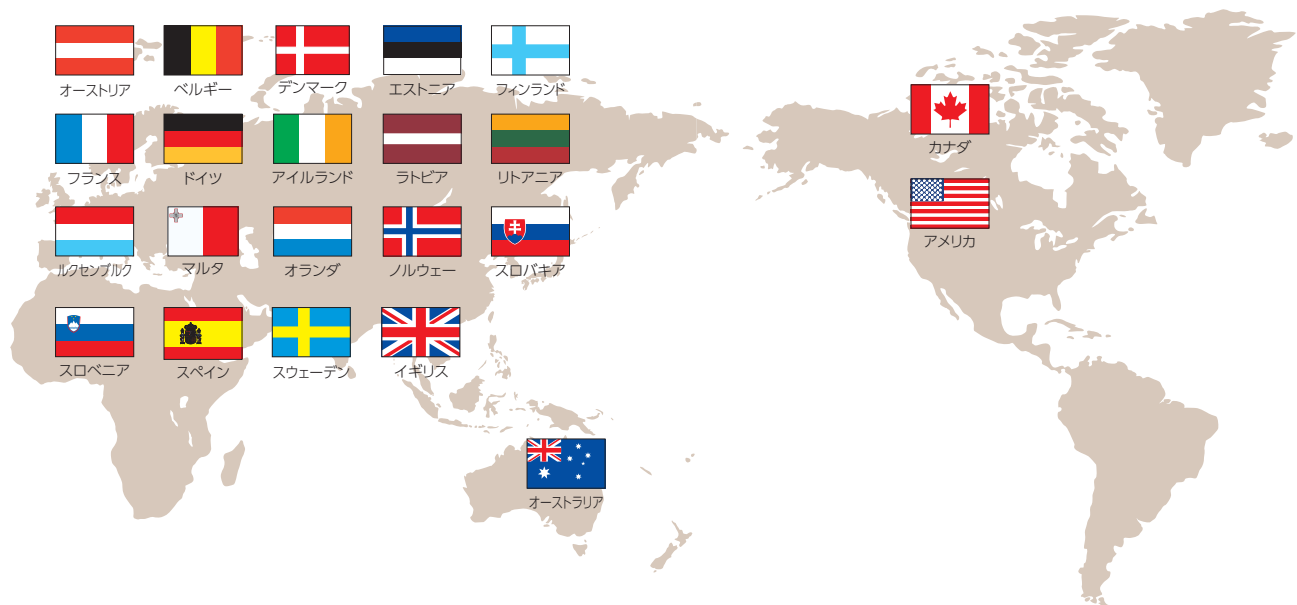 オーストリア
ベルギー
デンマーク
エストニア
フィンランド
フランス
ドイツ
アイルランド
ラトビア
リトアニア
ルクセンブルク
マルタ
オランダ
ノルウェー
スロバキア
スロベニア
スペイン
スウェーデン
イギリス
オーストラリア
カナダ
アメリカ